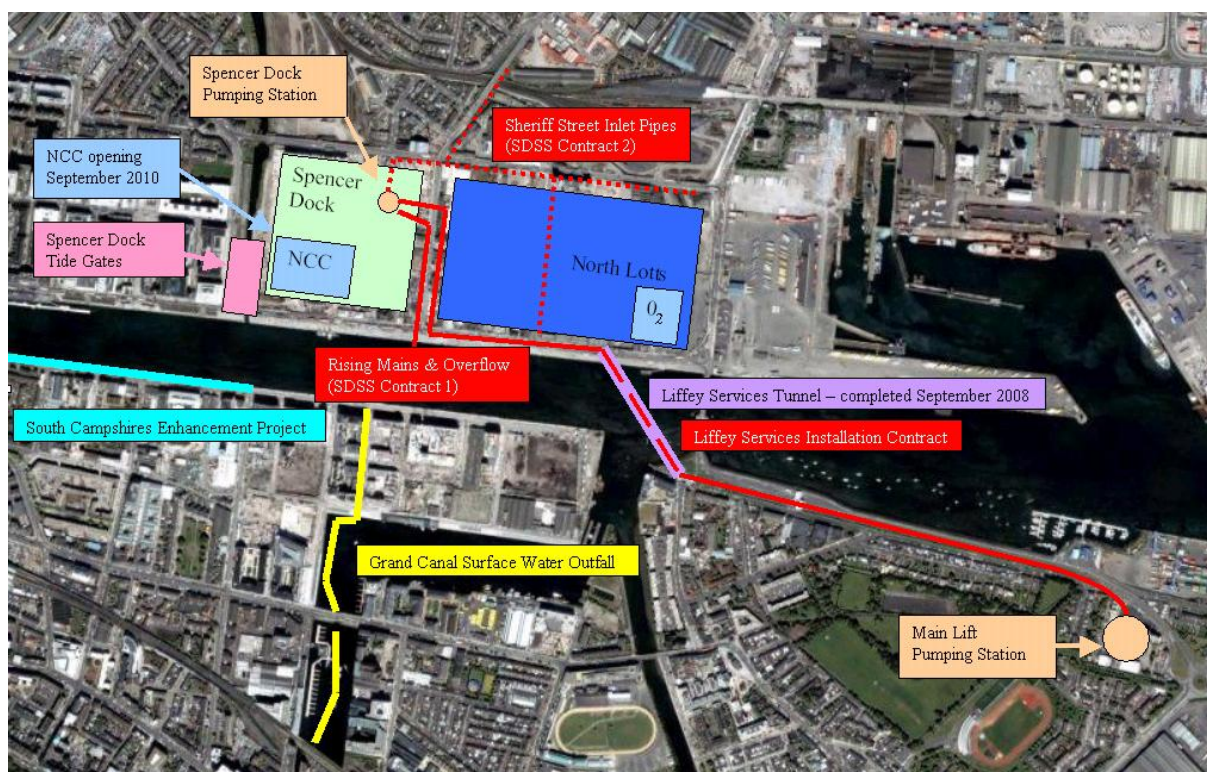 Spencer Dock
Pumping Station
Sheriff Street Inlet Pipes
(SDSS Contract 2)
NCC opening
September 2010
Spencer
Dock
Spencer Dock
Tide Gates
NCC
North Lotts
0₂
Rising Mains & Overflow
(SDSS Contract 1)
Liffey Services Tunnel – completed September 2008
South Campshires Enhancement Project
Liffey Services Installation Contract
Grand Canal Surface Water Outfall
Main Lift
Pumping Station